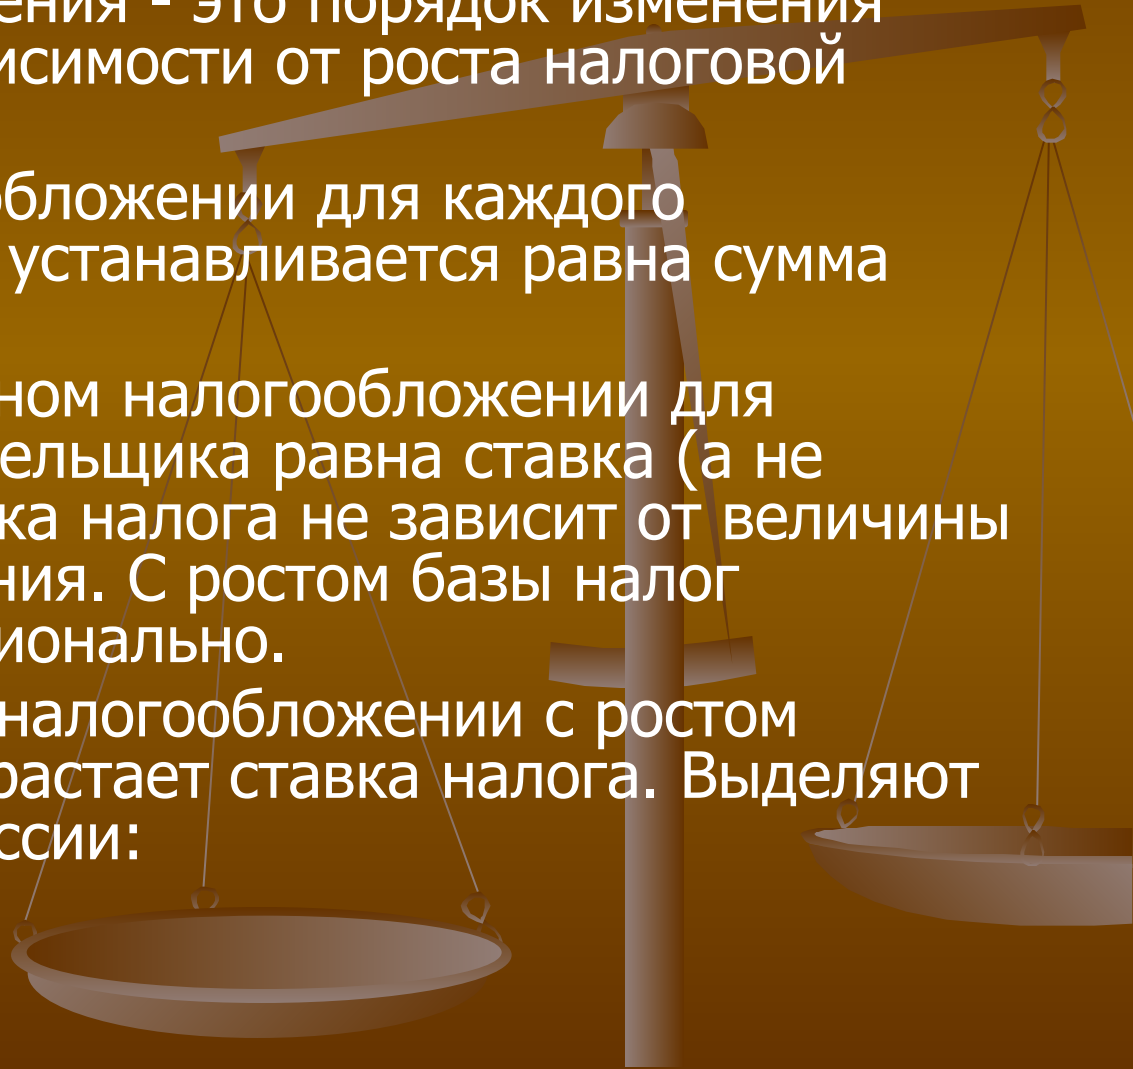 ения - это порядок изменения
исимости от роста налоговой
бложении для каждого
устанавливается равна сумма
ном налогообложении для
ельщика равна ставка (а не
ка налога не зависит от величины
ния. С ростом базы налог
ионально.
налогообложении с ростом
растает ставка налога. Выделяют
ссии: